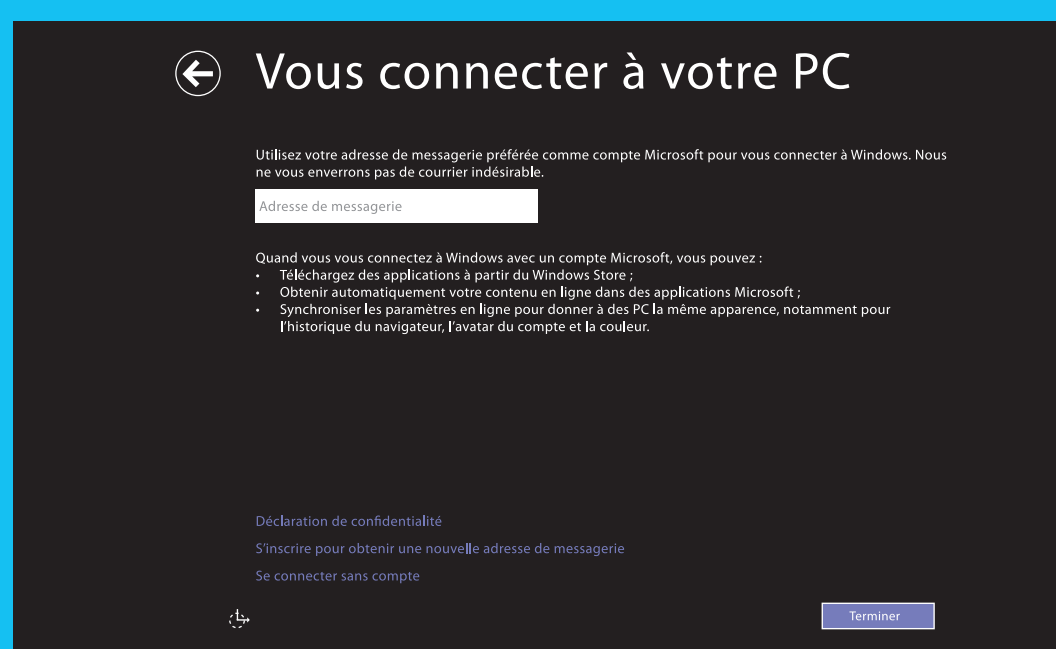 Vous connecter à votre PC
Utilisez votre adresse de messagerie préférée comme compte Microsoft pour vous connecter à Windows. Nous
ne vous enverrons pas de courrier indésirable.
Adresse de messagerie
Quand vous vous connectez à Windows avec un compte Microsoft, vous pouvez :
• Téléchargez des applications à partir du Windows Store ;
• Obtenir automatiquement votre contenu en ligne dans des applications Microsoft ;
• Synchroniser les paramètres en ligne pour donner à des PC la même apparence, notamment pour
l'historique du navigateur, l'avatar du compte et la couleur.
Déclaration de confidentialité
S'inscrire pour obtenir une nouvelle adresse de messagerie
Se connecter sans compte
Terminer